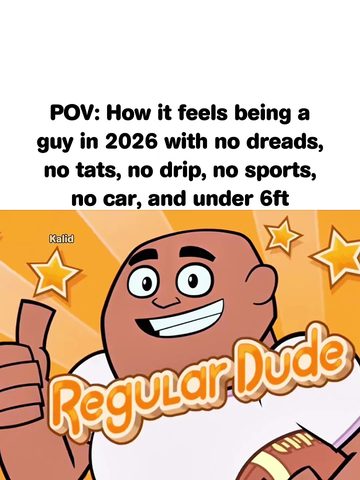 POV: How it feels being a
guy in 2026 with no dreads,
no tats, no drip, no sports,
no car, and under 6ft
Kalid
Regular Dude